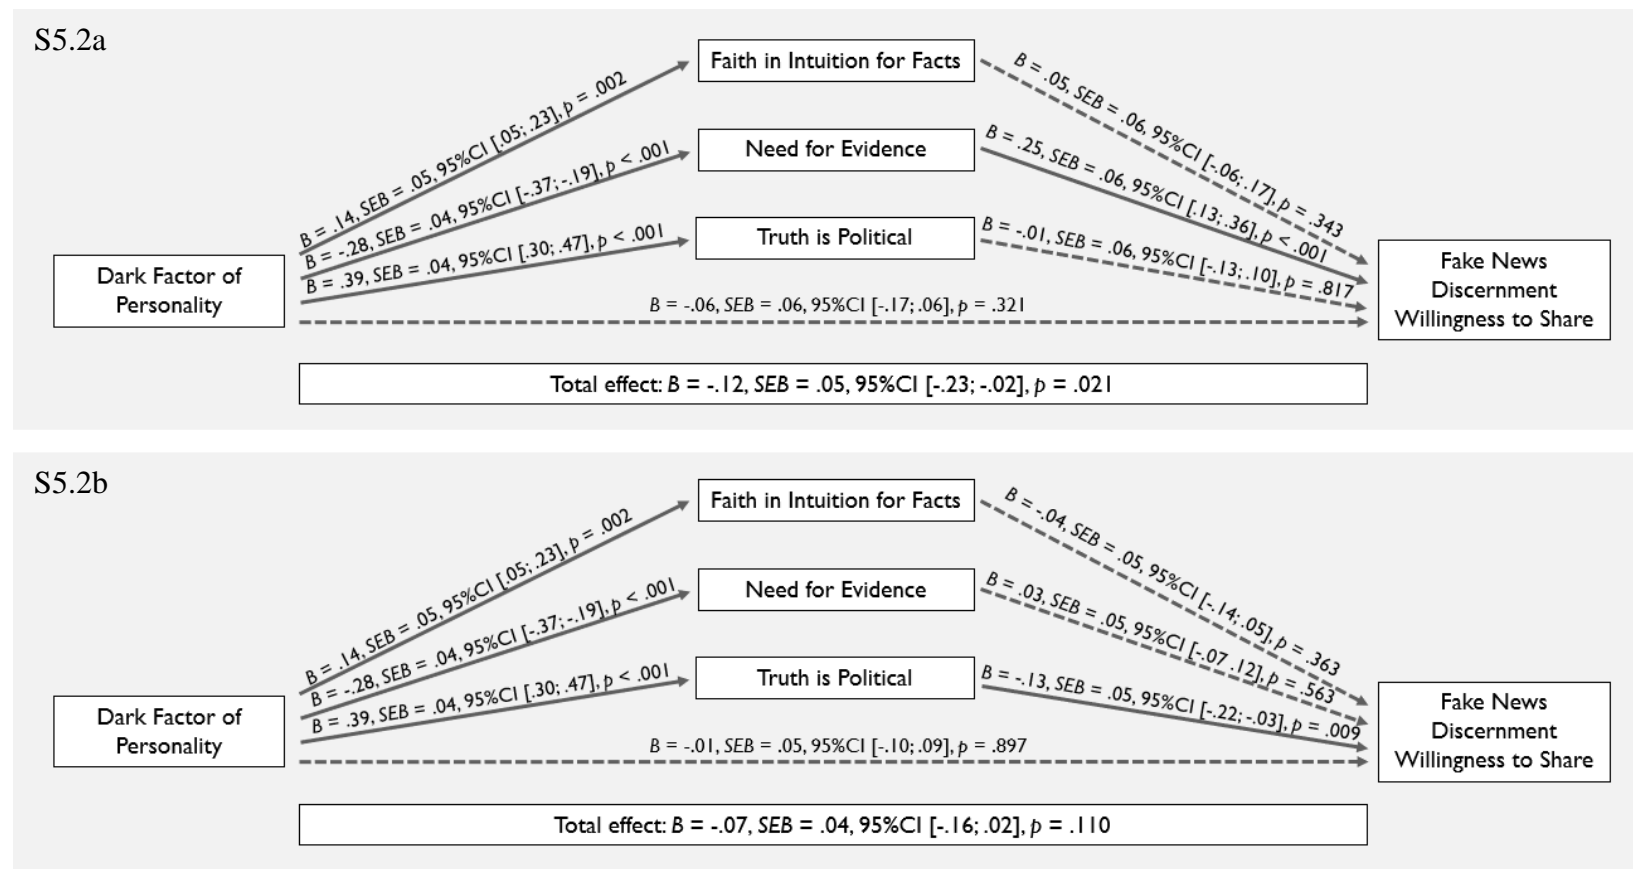 S5.2a
Faith in Intuition for Facts
B = .14, SEB = .05, 95%CI [.05; .23], p = .002
B = .05, SEB = .06, 95%CI [-.06; .17], p = .343
Need for Evidence
B = -.28, SEB = .04, 95%CI [-.37; -.19], p < .001
B = .25, SEB = .06, 95%CI [.13; .36], p < .001
Truth is Political
B = .39, SEB = .04, 95%CI [.30; .47], p < .001
B = -.01, SEB = .06, 95%CI [-.13; .10], p = .817
Dark Factor of
Personality
Fake News
Discernment
Willingness to Share
B = -.06, SEB = .06, 95%CI [-.17; .06], p = .321
Total effect: B = -.12, SEB = .05, 95%CI [-.23; -.02], p = .021
S5.2b
Faith in Intuition for Facts
B = .14, SEB = .05, 95%CI [.05; .23], p = .002
B = -.04, SEB = .05, 95%CI [-.14; .05], p = .363
Need for Evidence
B = -.28, SEB = .04, 95%CI [-.37; -.19], p < .001
B = .03, SEB = .05, 95%CI [-.07 .12], p = .563
Truth is Political
B = .39, SEB = .04, 95%CI [.30; .47], p < .001
B = -.13, SEB = .05, 95%CI [-.22; -.03], p = .009
Dark Factor of
Personality
Fake News
Discernment
Willingness to Share
B = -.01, SEB = .05, 95%CI [-.10; .09], p = .897
Total effect: B = -.07, SEB = .04, 95%CI [-.16; .02], p = .110